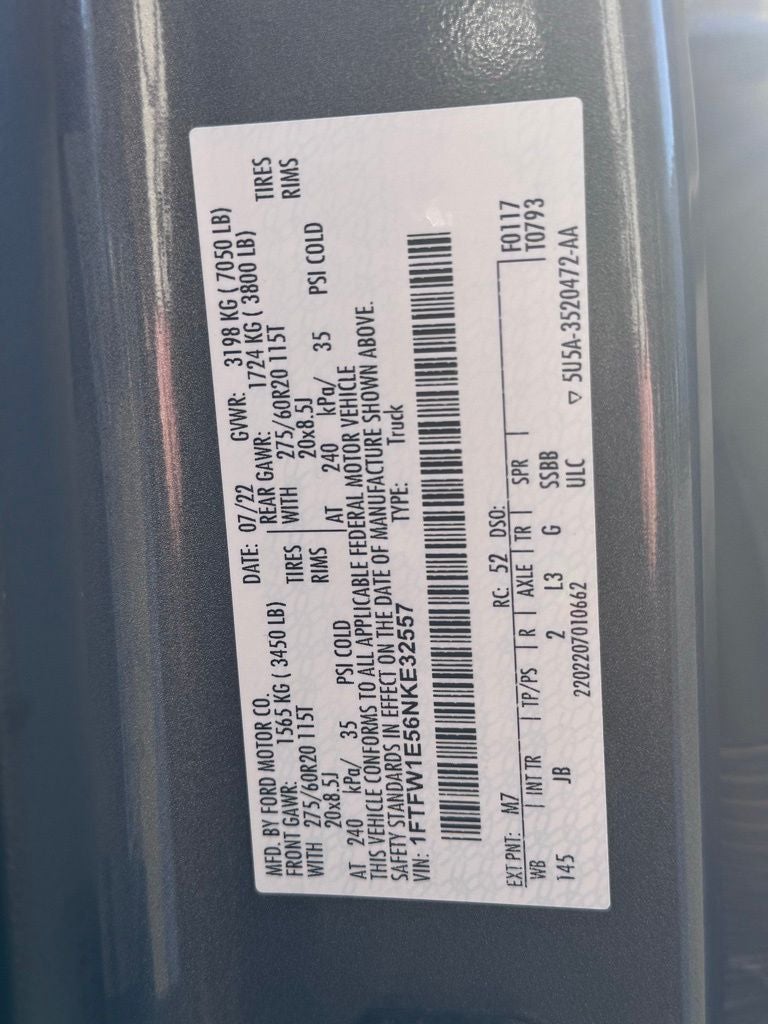 MFD. BY FORD MOTOR CO. DATE: 07/22 GVWR: 3198 KG ( 7050 LB)
FRONT GAWR: 1565 KG ( 3450 LB) REAR GAWR: 1724 KG ( 3800 LB)
WITH 275/60R20 115T TIRES WITH 275/60R20 115T TIRES
20x8.5J RIMS 20x8.5J RIMS
AT 240 kPa/ 35 PSI COLD AT 240 kPa/ 35 PSI COLD
THIS VEHICLE CONFORMS TO ALL APPLICABLE FEDERAL MOTOR VEHICLE
SAFETY STANDARDS IN EFFECT ON THE DATE OF MANUFACTURE SHOWN ABOVE.
VIN: 1FTFW1E56NKE32557 TYPE: Truck
EXT PNT: M7 RC: 52 DSO: F0117
WB | INT TR | TP/PS | R | AXLE | TR | SPR | T0793
145 JB 2 L3 G SSBB
2202207010662 ULC ▽ 5U5A-3520472-AA